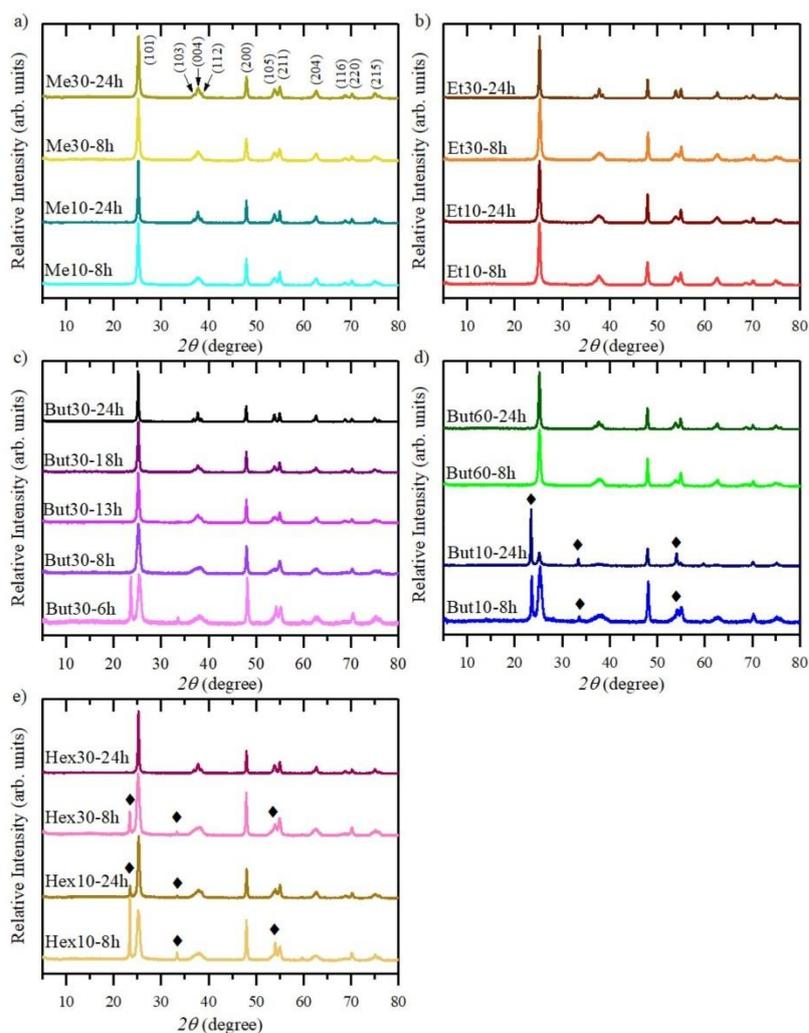 a)
(101)
(103)
(004)
(112)
(200)
(105)
(211)
(204)
(116)
(220)
(215)
Me30-24h
Me30-8h
Me10-24h
Me10-8h
Relative Intensity (arb. units)
10 20 30 40 50 60 70 80
2θ (degree)
b)
Et30-24h
Et30-8h
Et10-24h
Et10-8h
Relative Intensity (arb. units)
10 20 30 40 50 60 70 80
2θ (degree)
c)
But30-24h
But30-18h
But30-13h
But30-8h
But30-6h
Relative Intensity (arb. units)
10 20 30 40 50 60 70 80
2θ (degree)
d)
But60-24h
But60-8h
But10-24h
But10-8h
Relative Intensity (arb. units)
10 20 30 40 50 60 70 80
2θ (degree)
e)
Hex30-24h
Hex30-8h
Hex10-24h
Hex10-8h
Relative Intensity (arb. units)
10 20 30 40 50 60 70 80
2θ (degree)